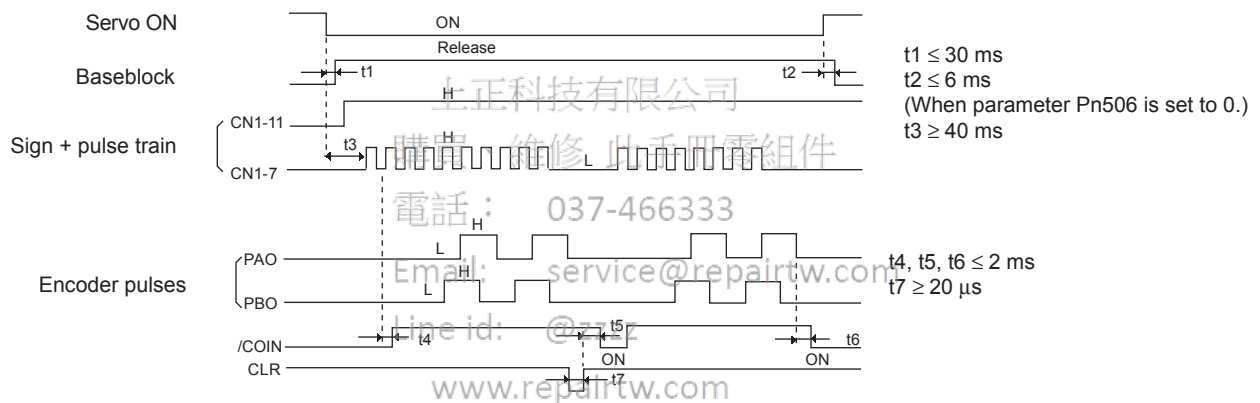 Servo ON
ON
Release
Baseblock
t1
t2
t1 ≤ 30 ms
t2 ≤ 6 ms
(When parameter Pn506 is set to 0.)
t3 ≥ 40 ms
上正科技有限公司
H
CN1-11
Sign + pulse train
t3
H
L
CN1-7
購買、維修 此手冊零組件
電話： 037-466333
H
L
PAO
Encoder pulses
Email: service@repairtw.com
H
L
PBO
t4, t5, t6 ≤ 2 ms
t7 ≥ 20 μs
Line id: @zzzz
/COIN
t4
t5
t6
ON
ON
CLR
t7
www.repairtw.com